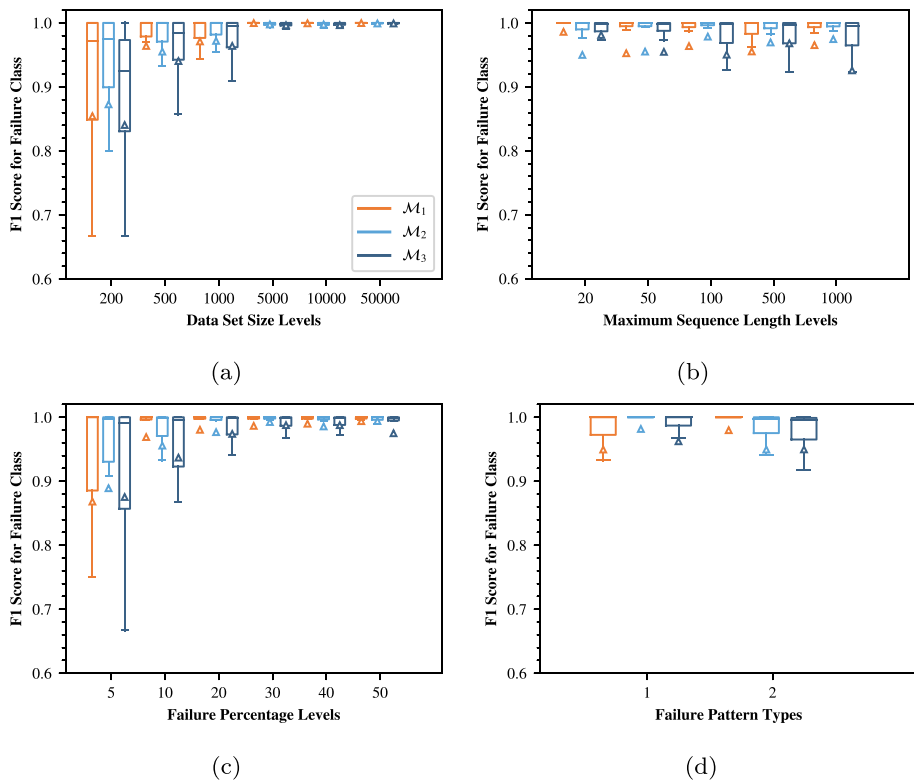 F1 Score for Failure Class
1.0
0.9
0.8
0.7
0.6
ℳ₁
ℳ₂
ℳ₃
200 500 1000 5000 10000 50000
Data Set Size Levels
(a)
F1 Score for Failure Class
1.0
0.9
0.8
0.7
0.6
20 50 100 500 1000
Maximum Sequence Length Levels
(b)
F1 Score for Failure Class
1.0
0.9
0.8
0.7
0.6
5 10 20 30 40 50
Failure Percentage Levels
(c)
F1 Score for Failure Class
1.0
0.9
0.8
0.7
0.6
1 2
Failure Pattern Types
(d)